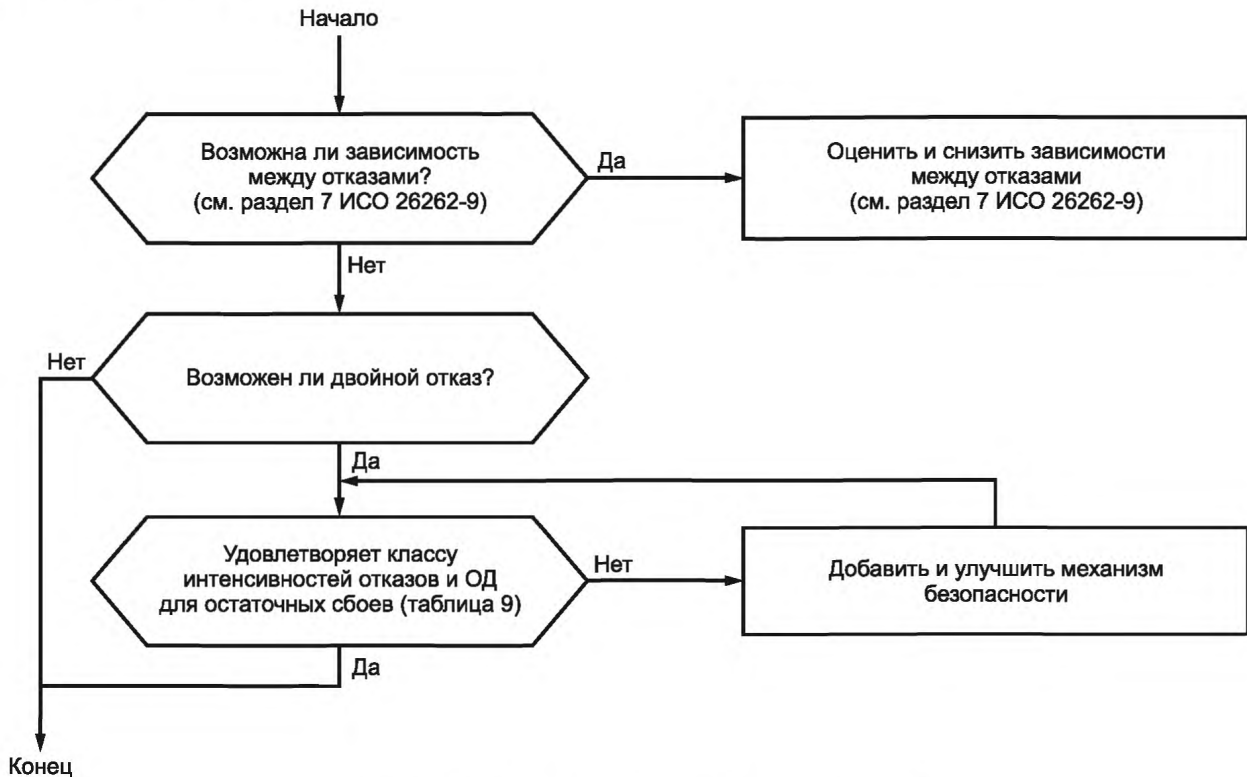 Начало
Возможна ли зависимость
между отказами?
(см. раздел 7 ИСО 26262-9)
Да
Оценить и снизить зависимости
между отказами
(см. раздел 7 ИСО 26262-9)
Нет
Нет
Возможен ли двойной отказ?
Да
Удовлетворяет классу
интенсивностей отказов и ОД
для остаточных сбоев (таблица 9)
Нет
Добавить и улучшить механизм
безопасности
Да
Конец